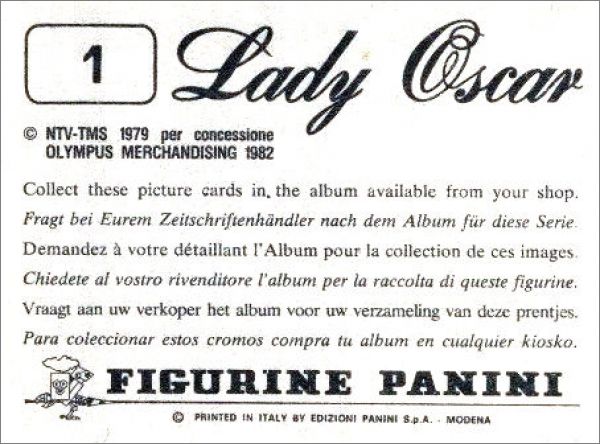 1
Lady Oscar
© NTV-TMS 1979 per concessione
OLYMPUS MERCHANDISING 1982
Collect these picture cards in the album available from your shop.
Fragt bei Eurem Zeitschriftenhändler nach dem Album für diese Serie.
Demandez à votre détaillant l'Album pour la collection de ces images.
Chiedete al vostro rivenditore l'album per la raccolta di queste figurine.
Vraagt aan uw verkoper het album voor uw verzameling van deze prentjes.
Para coleccionar estos cromos compra tu album en cualquier kiosko.
FIGURINE PANINI
© PRINTED IN ITALY BY EDIZIONI PANINI S.p.A. - MODENA